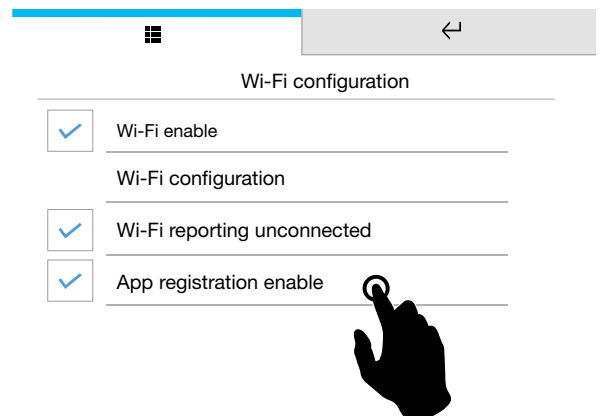 Wi-Fi configuration
Wi-Fi enable
Wi-Fi configuration
Wi-Fi reporting unconnected
App registration enable